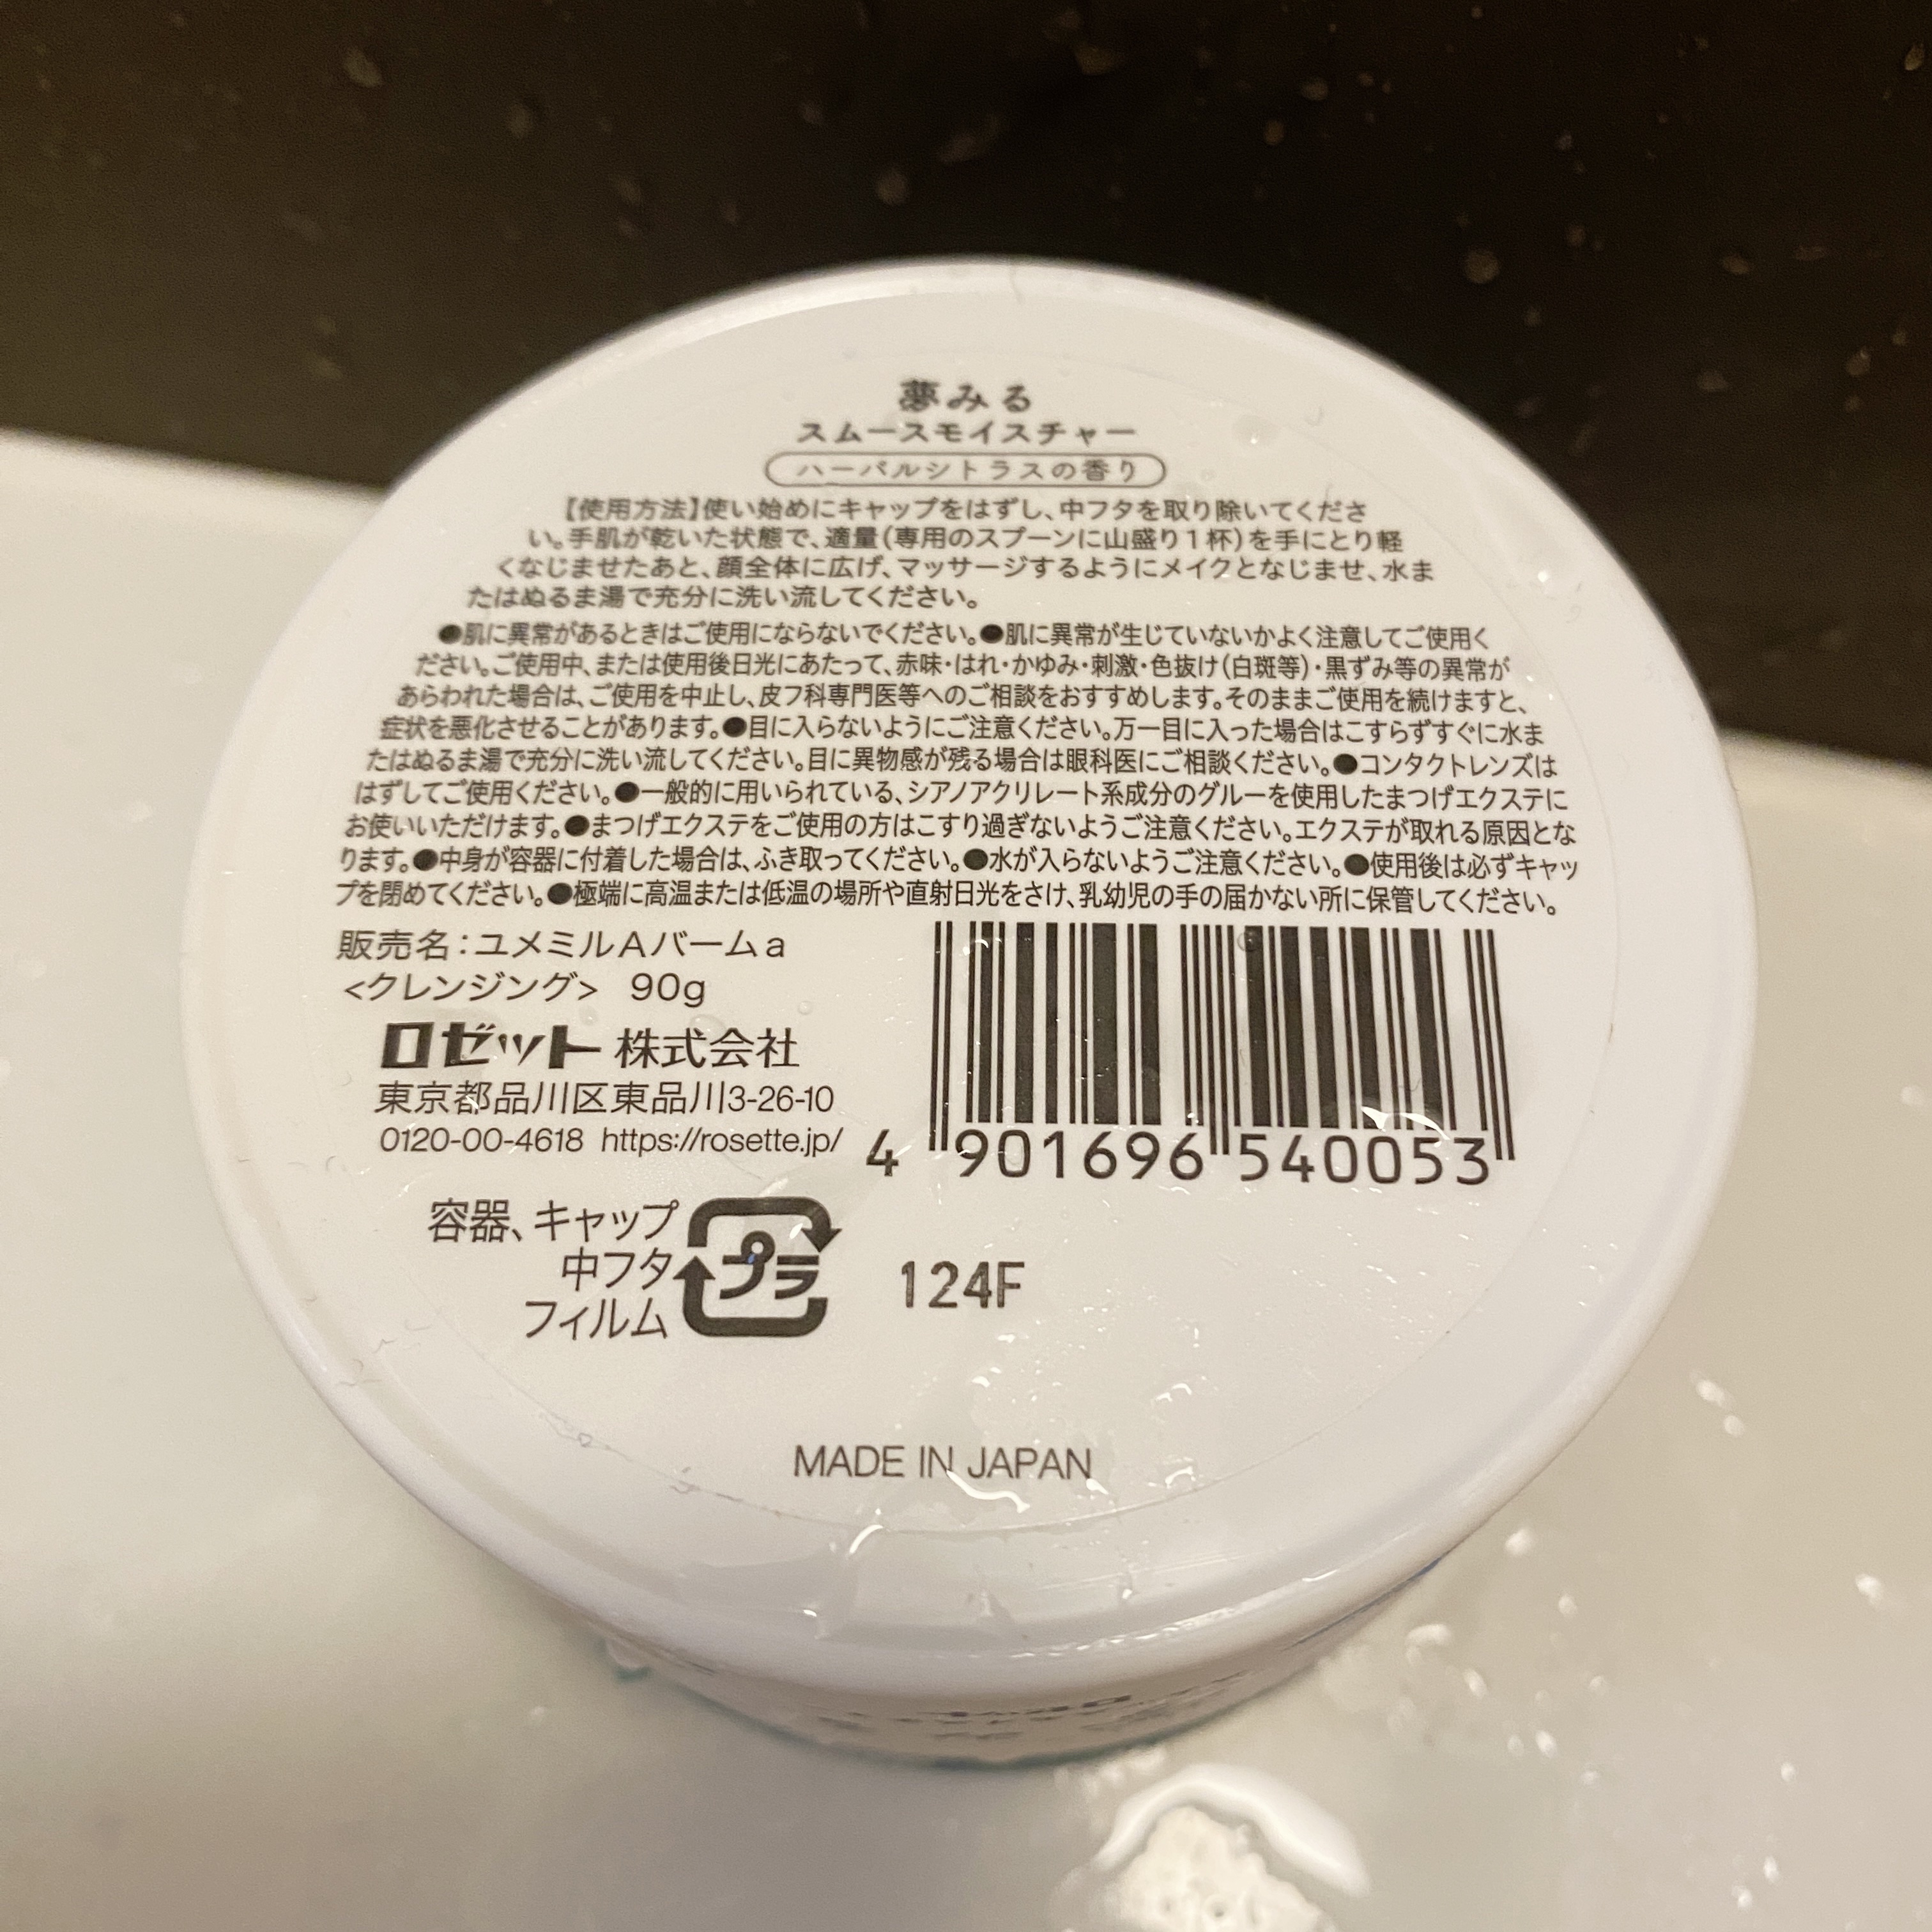 夢みる
スムースモイスチャー
ハーバルシトラスの香り
【使用方法】使い始めにキャップをはずし、中フタを取り除いてくださ
い。手肌が乾いた状態で、適量(専用のスプーンに山盛り1杯)を手にとり軽
くなじませたあと、顔全体に広げ、マッサージするようにメイクとなじませ、水ま
たはぬるま湯で充分に洗い流してください。
●肌に異常があるときはご使用にならないでください。●肌に異常が生じていないかよく注意してご使用く
ださい。ご使用中、または使用後日光にあたって、赤味・はれ・かゆみ・刺激・色抜け(白斑等)・黒ずみ等の異常が
あらわれた場合は、ご使用を中止し、皮フ科専門医等へのご相談をおすすめします。そのままご使用を続けますと、
症状を悪化させることがあります。●目に入らないようにご注意ください。万一目に入った場合はこすらずすぐに水ま
たはぬるま湯で充分に洗い流してください。目に異物感が残る場合は眼科医にご相談ください。●コンタクトレンズは
はずしてご使用ください。●一般的に用いられている、シアノアクリレート系成分のグルーを使用したまつげエクステに
お使いいただけます。●まつげエクステをご使用の方はこすり過ぎないようご注意ください。エクステが取れる原因とな
ります。●中身が容器に付着した場合は、ふき取ってください。●水が入らないようご注意ください。●使用後は必ずキャッ
プを閉めてください。●極端に高温または低温の場所や直射日光をさけ、乳幼児の手の届かない所に保管してください。
販売名:ユメミルAバームa
<クレンジング> 90g
ロゼット株式会社
東京都品川区東品川3-26-10
0120-00-4618 https://rosette.jp/
4 901696 540053
容器、キャップ
中フタ
フィルム
プラ
124F
MADE IN JAPAN